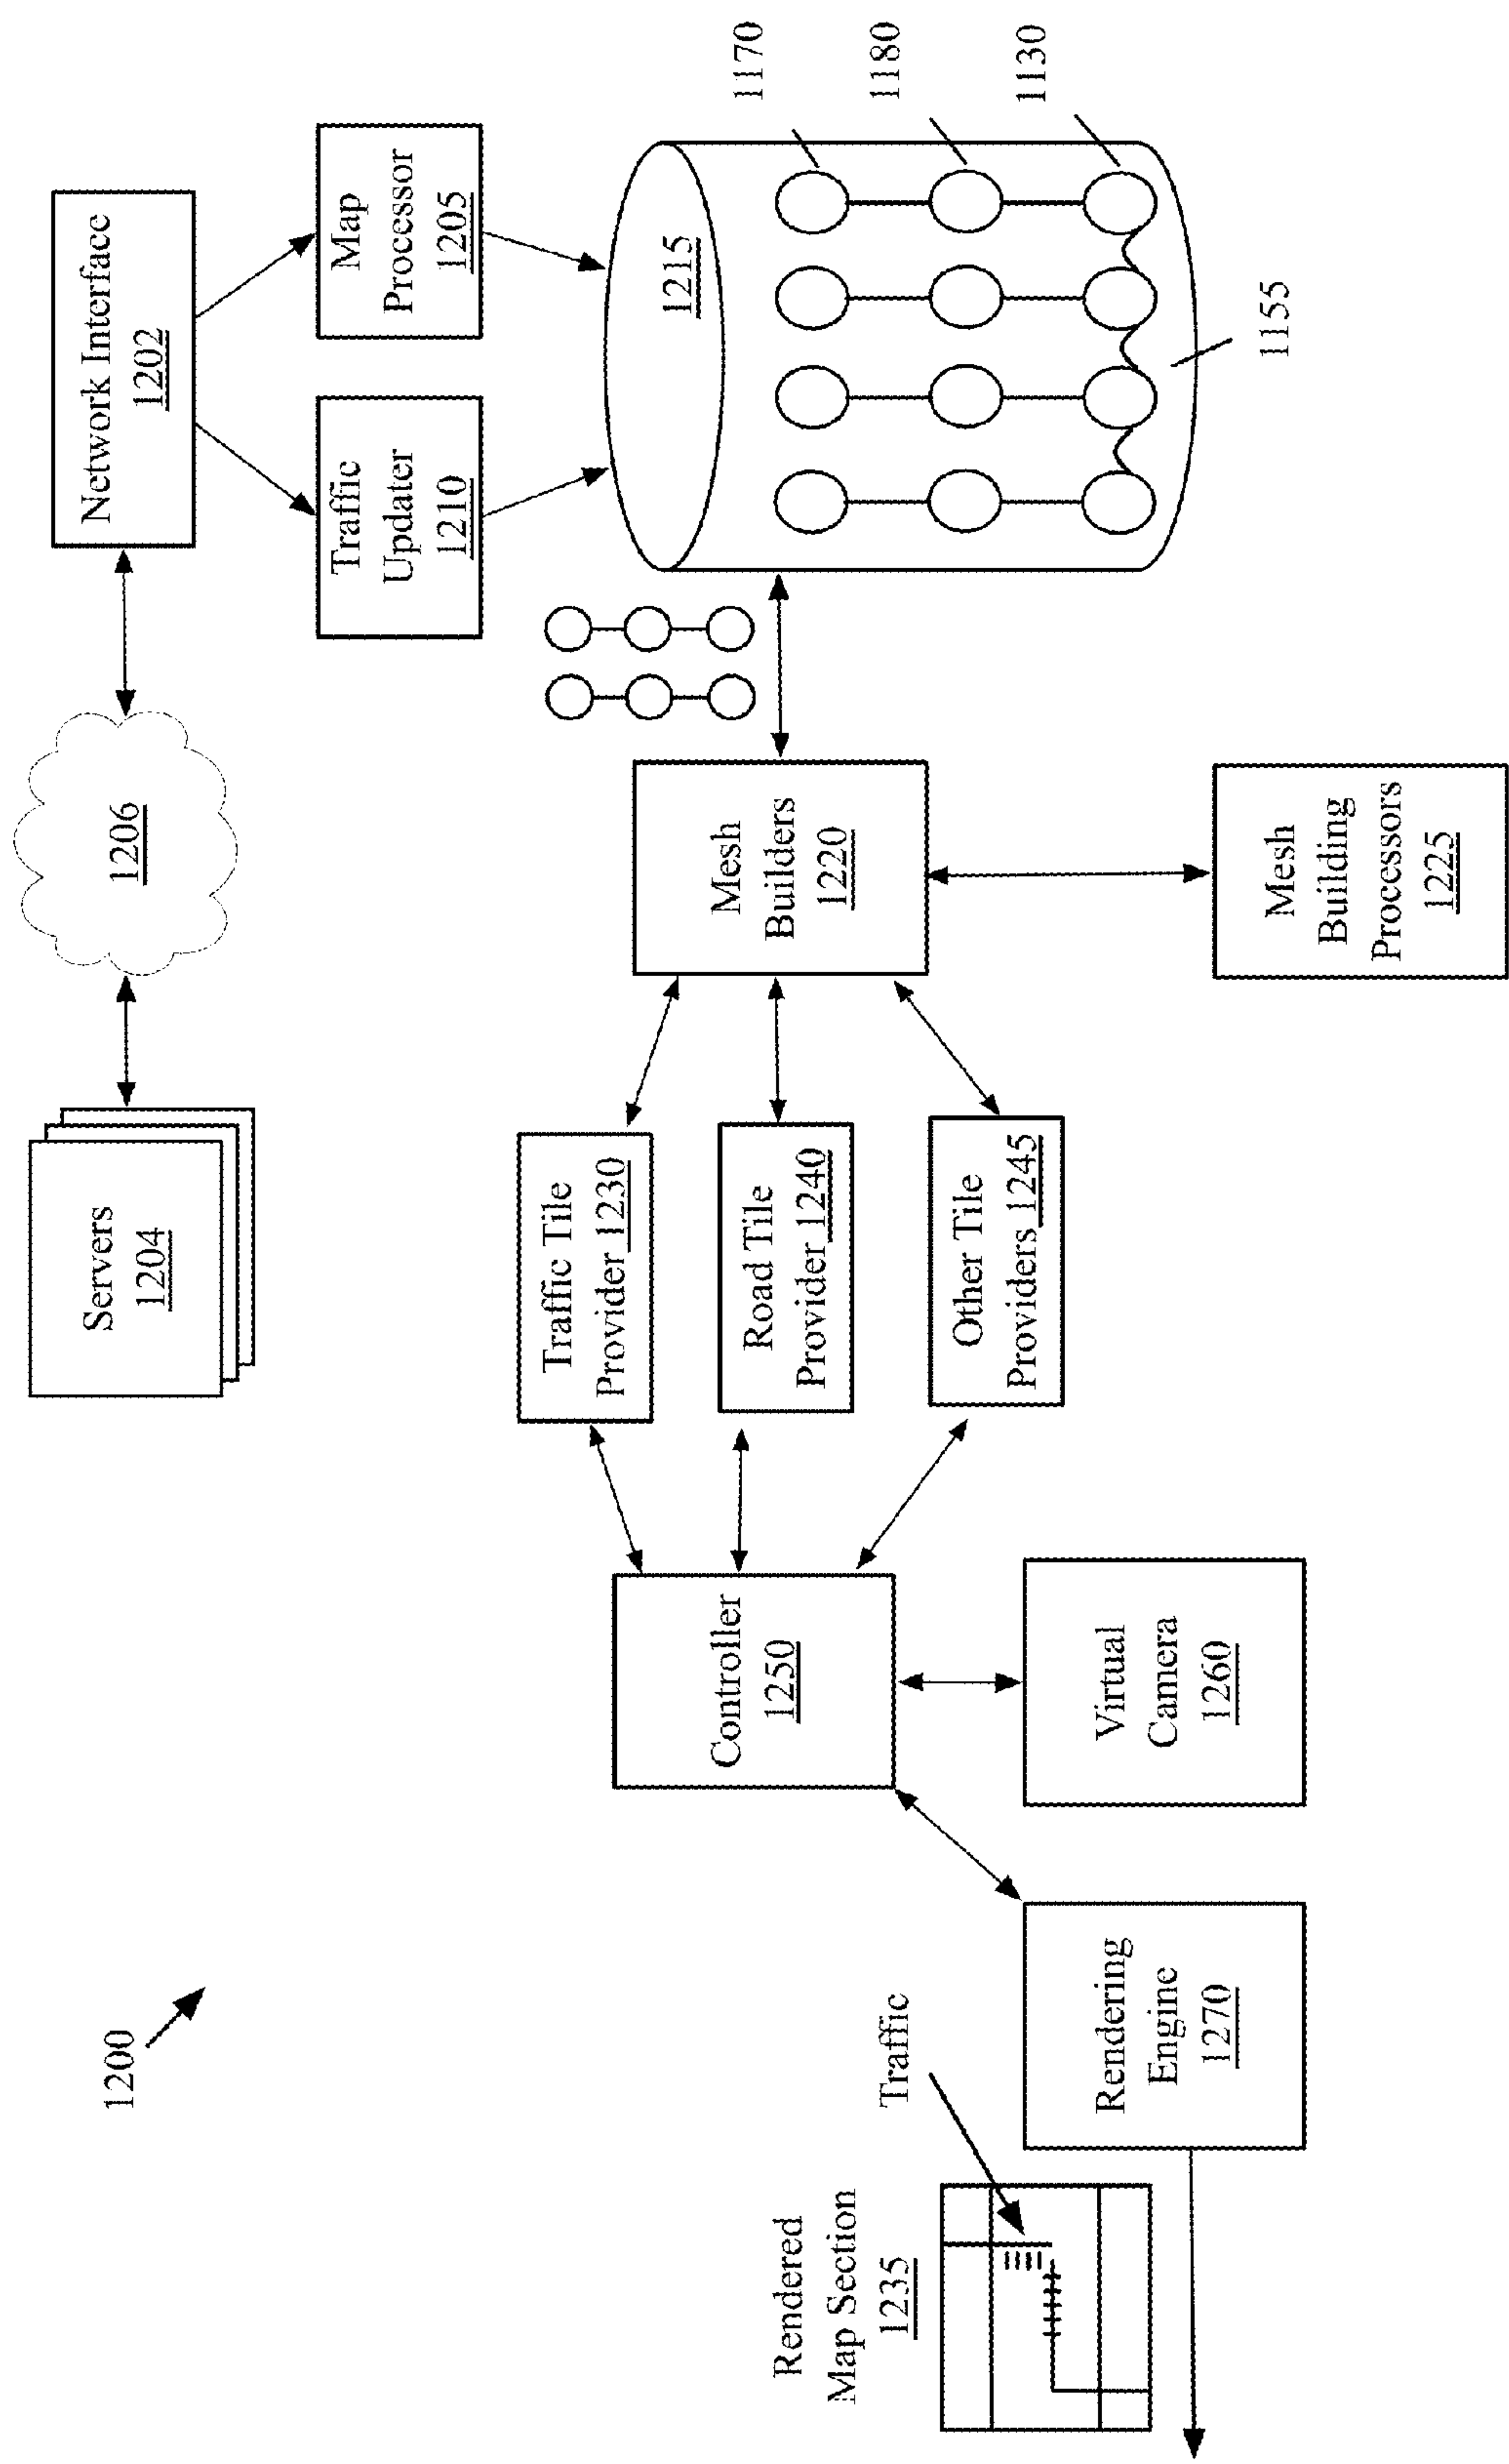 1200
Servers
1204
1206
Network Interface
1202
Traffic
Updater
1210
Map
Processor
1205
1215
1170
1180
1130
1155
Mesh
Builders
1220
Mesh
Building
Processors
1225
Traffic Tile
Provider 1230
Road Tile
Provider 1240
Other Tile
Providers 1245
Controller
1250
Virtual
Camera
1260
Rendering
Engine
1270
Rendered
Map Section
1235
Traffic